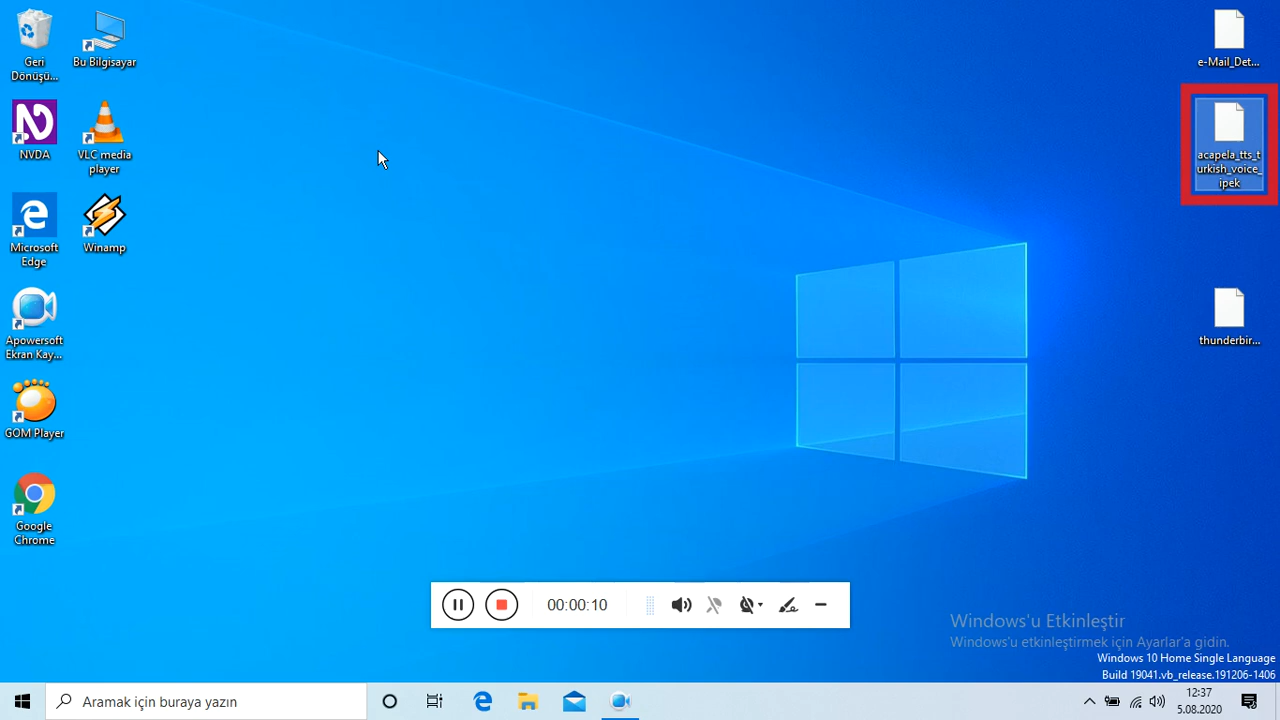 Geri
Dönüşü...
Bu Bilgisayar
NVDA
VLC media
player
Microsoft
Edge
Winamp
Apowersoft
Ekran Kay...
GOM Player
Google
Chrome
e-Mail_Det...
acapela_tts_t
urkish_voice_
ipek
thunderbir...
00:00:10
Windows'u Etkinleştir
Windows'u etkinleştirmek için Ayarlar'a gidin.
Windows 10 Home Single Language
Build 19041.vb_release.191206-1406
Aramak için buraya yazın
12:37
5.08.2020